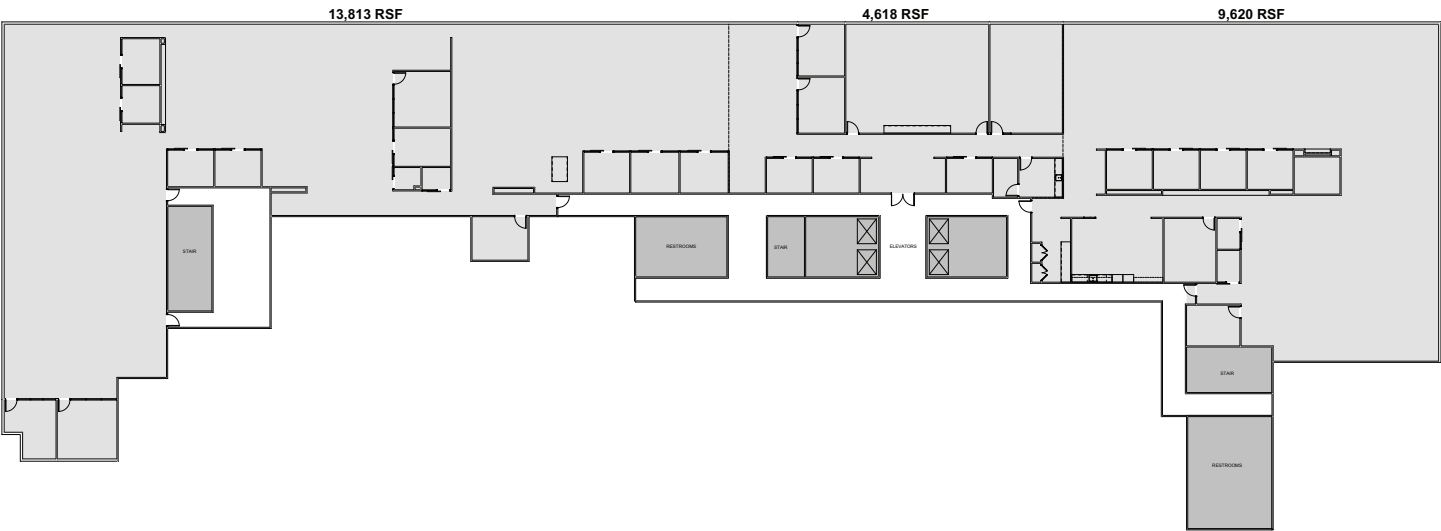 13,813 RSF
4,618 RSF
9,620 RSF
STAIR
RESTROOMS
STAIR
ELEVATORS
STAIR
RESTROOMS